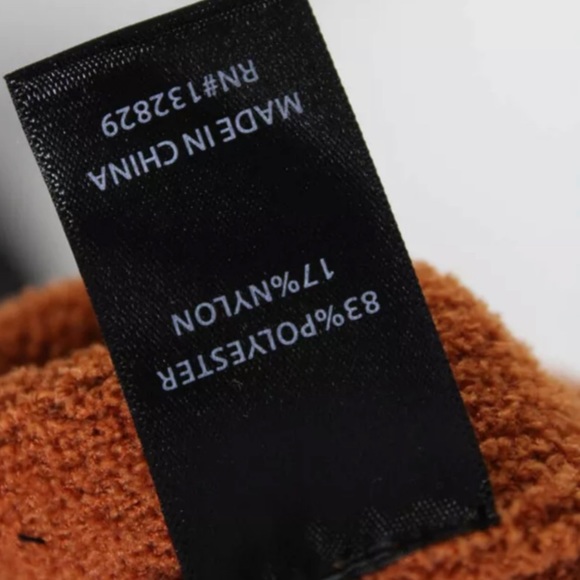 83%POLYESTER
17%NYLON
MADE IN CHINA
RN#132829